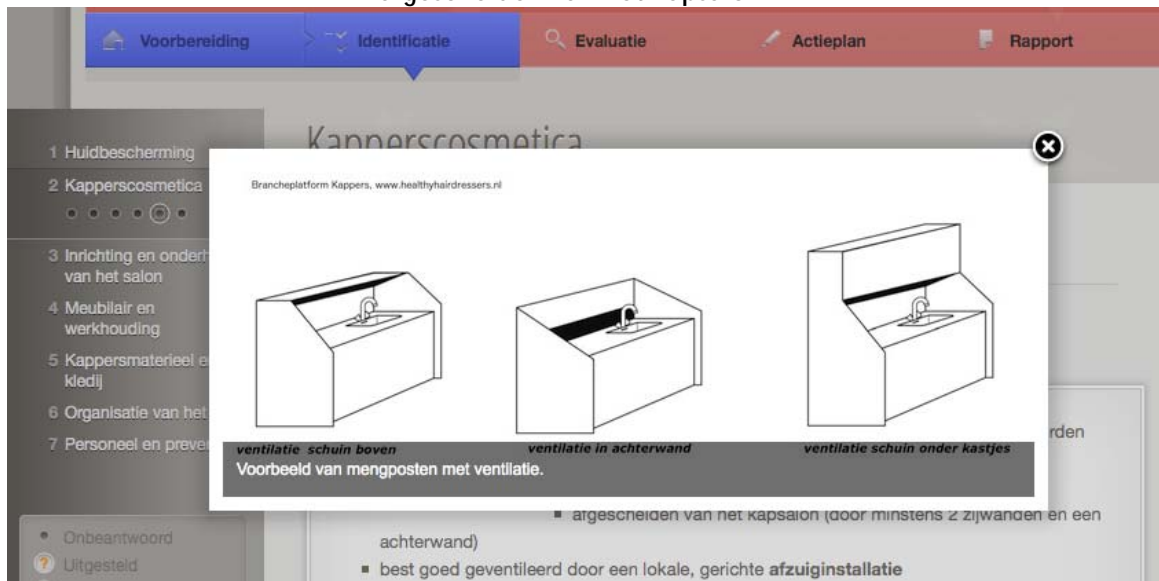 Voorbereiding
Identificatie
Evaluatie
Actieplan
Rapport
Kapperscosmetica
1 Huidbescherming
2 Kapperscosmetica
3 Inrichting en onderh
van het salon
4 Meubilair en
werkhouding
5 Kappersmaterieel e
kledij
6 Organisatie van het
7 Personeel en preve
Onbeantwoord
Uitgesteld
Brancheplatform Kappers, www.healthyhairdressers.nl
ventilatie schuin boven
ventilatie in achterwand
ventilatie schuin onder kastjes
Voorbeeld van mengposten met ventilatie.
rden
afgescheiden van het kapsalon (door minstens 2 zijwanden en een
achterwand)
best goed geventileerd door een lokale, gerichte afzuiginstallatie